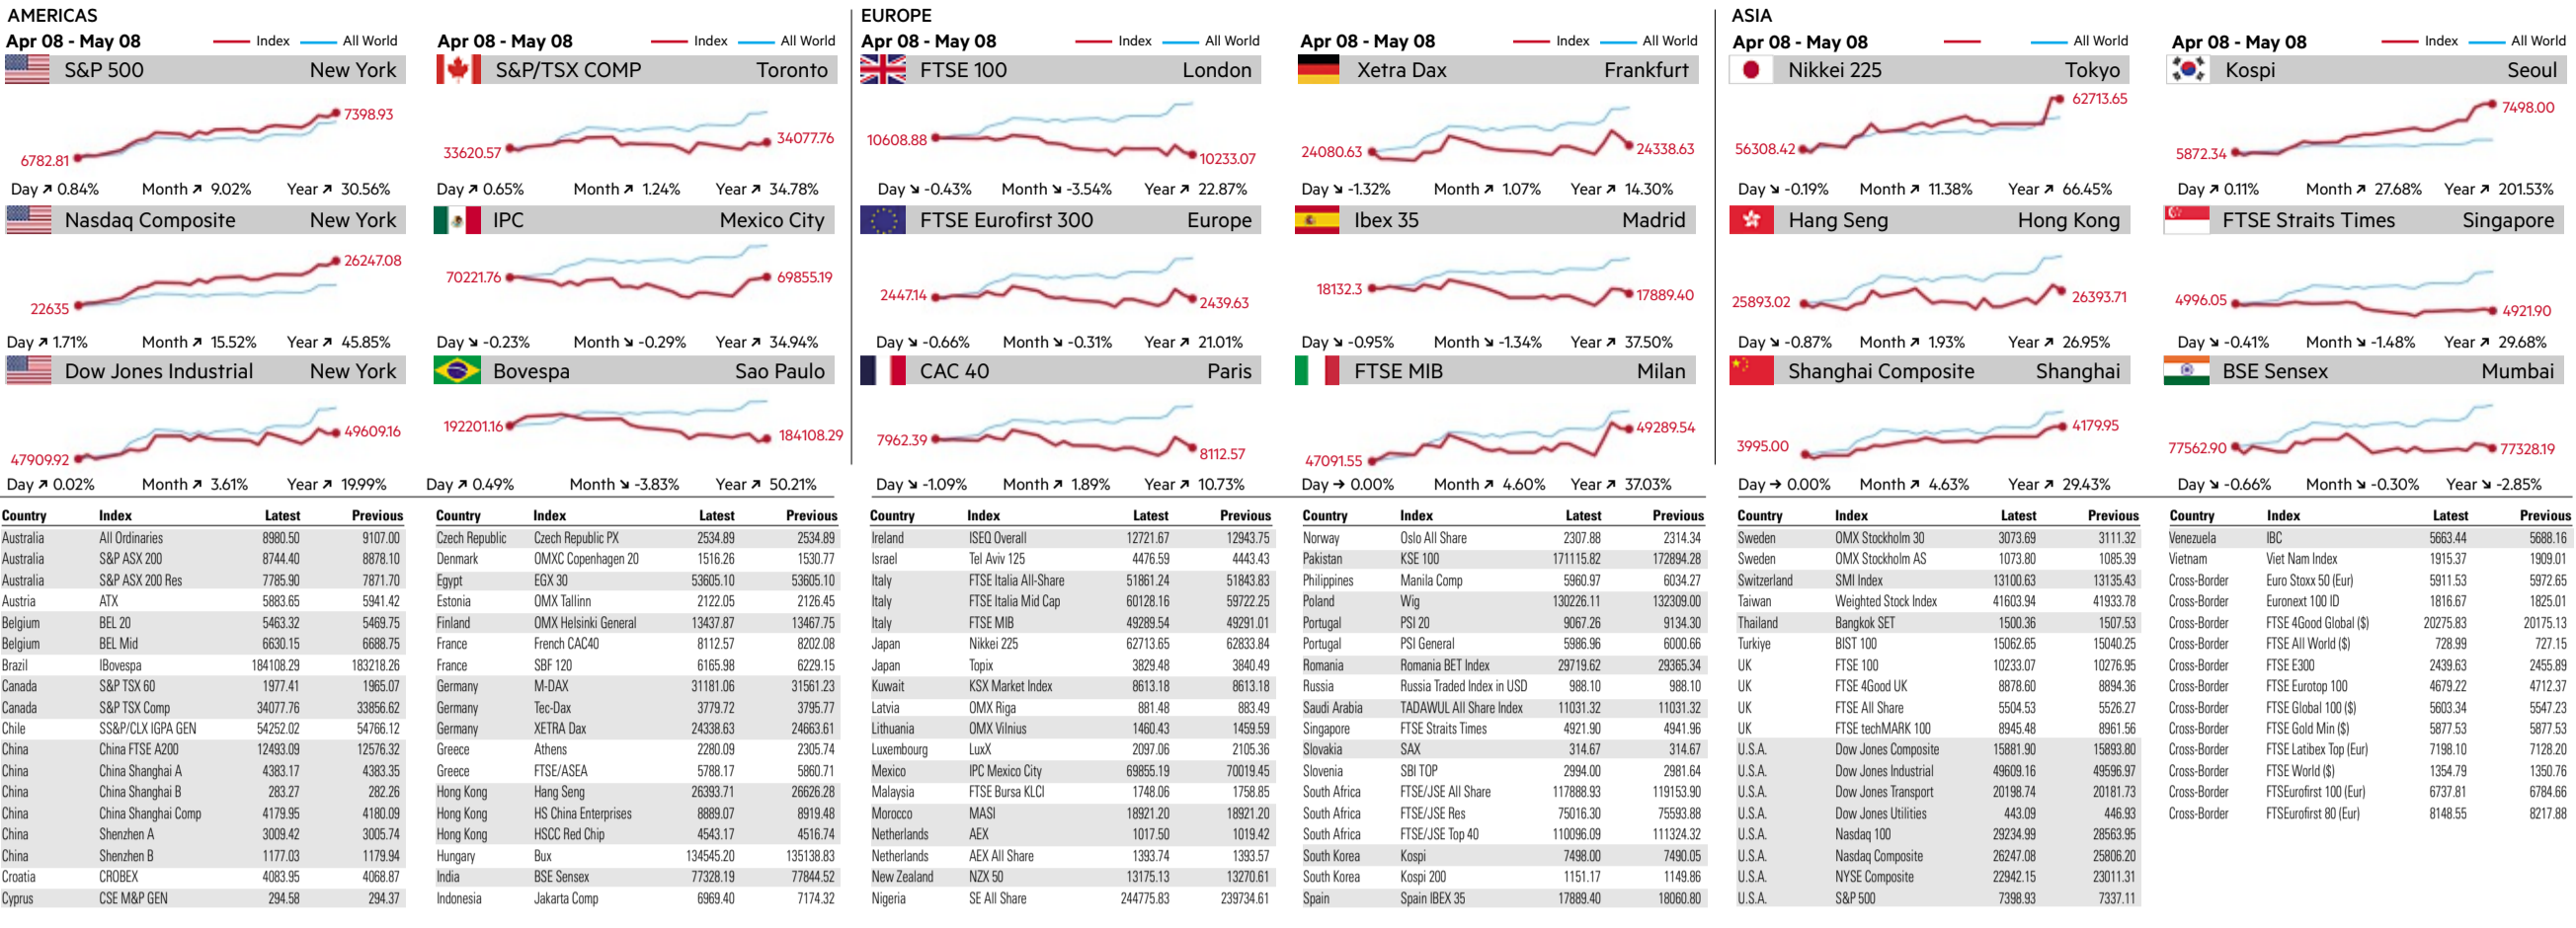 AMERICAS
Apr 08 - May 08 Index All World
S&P 500 New York
7398.93
6782.81
Day ↗ 0.84% Month ↗ 9.02% Year ↗ 30.56%
Nasdaq Composite New York
26247.08
22635
Day ↗ 1.71% Month ↗ 15.52% Year ↗ 45.85%
Dow Jones Industrial New York
49609.16
47909.92
Day ↗ 0.02% Month ↗ 3.61% Year ↗ 19.99%
Apr 08 - May 08 Index All World
S&P/TSX COMP Toronto
34077.76
33620.57
Day ↗ 0.65% Month ↗ 1.24% Year ↗ 34.78%
IPC Mexico City
70221.76 69855.19
Day ↘ -0.23% Month ↘ -0.29% Year ↗ 34.94%
Bovespa Sao Paulo
192201.16
184108.29
Day ↗ 0.49% Month ↘ -3.83% Year ↗ 50.21%
EUROPE
Apr 08 - May 08 Index All World
FTSE 100 London
10608.88
10233.07
Day ↘ -0.43% Month ↘ -3.54% Year ↗ 22.87%
FTSE Eurofirst 300 Europe
2447.14
2439.63
Day ↘ -0.66% Month ↘ -0.31% Year ↗ 21.01%
CAC 40 Paris
7962.39
8112.57
Day ↘ -1.09% Month ↗ 1.89% Year ↗ 10.73%
Apr 08 - May 08 Index All World
Xetra Dax Frankfurt
24080.63 24338.63
Day ↘ -1.32% Month ↗ 1.07% Year ↗ 14.30%
Ibex 35 Madrid
18132.3
17889.40
Day ↘ -0.95% Month ↘ -1.34% Year ↗ 37.50%
FTSE MIB Milan
49289.54
47091.55
Day → 0.00% Month ↗ 4.60% Year ↗ 37.03%
ASIA
Apr 08 - May 08 All World
Nikkei 225 Tokyo
62713.65
56308.42
Day ↘ -0.19% Month ↗ 11.38% Year ↗ 66.45%
Hang Seng Hong Kong
25893.02 26393.71
Day ↘ -0.87% Month ↗ 1.93% Year ↗ 26.95%
Shanghai Composite Shanghai
4179.95
3995.00
Day → 0.00% Month ↗ 4.63% Year ↗ 29.43%
Apr 08 - May 08 Index All World
Kospi Seoul
7498.00
5872.34
Day ↗ 0.11% Month ↗ 27.68% Year ↗ 201.53%
FTSE Straits Times Singapore
4996.05
4921.90
Day ↘ -0.41% Month ↘ -1.48% Year ↗ 29.68%
BSE Sensex Mumbai
77562.90 77328.19
Day ↘ -0.66% Month ↘ -0.30% Year ↘ -2.85%
Country Index Latest Previous
Australia All Ordinaries 8980.50 9107.00
Australia S&P ASX 200 8744.40 8878.10
Australia S&P ASX 200 Res 7785.90 7871.70
Austria ATX 5883.65 5941.42
Belgium BEL 20 5463.32 5469.75
Belgium BEL Mid 6630.15 6688.75
Brazil IBovespa 184108.29 183218.26
Canada S&P TSX 60 1977.41 1965.07
Canada S&P TSX Comp 34077.76 33856.62
Chile SS&P/CLX IGPA GEN 54252.02 54766.12
China China FTSE A200 12493.09 12576.32
China China Shanghai A 4383.17 4383.35
China China Shanghai B 283.27 282.26
China China Shanghai Comp 4179.95 4180.09
China Shenzhen A 3009.42 3005.74
China Shenzhen B 1177.03 1179.94
Croatia CROBEX 4083.95 4068.87
Cyprus CSE M&P GEN 294.58 294.37
Country Index Latest Previous
Czech Republic Czech Republic PX 2534.89 2534.89
Denmark OMXC Copenhagen 20 1516.26 1530.77
Egypt EGX 30 53605.10 53605.10
Estonia OMX Tallinn 2122.05 2126.45
Finland OMX Helsinki General 13437.87 13467.75
France French CAC40 8112.57 8202.08
France SBF 120 6165.98 6229.15
Germany M-DAX 31181.06 31561.23
Germany Tec-Dax 3779.72 3795.77
Germany XETRA Dax 24338.63 24663.61
Greece Athens 2280.09 2305.74
Greece FTSE/ASEA 5788.17 5860.71
Hong Kong Hang Seng 26393.71 26626.28
Hong Kong HS China Enterprises 8889.07 8919.48
Hong Kong HSCC Red Chip 4543.17 4516.74
Hungary Bux 134545.20 135138.83
India BSE Sensex 77328.19 77844.52
Indonesia Jakarta Comp 6969.40 7174.32
Country Index Latest Previous
Ireland ISEQ Overall 12721.67 12943.75
Israel Tel Aviv 125 4476.59 4443.43
Italy FTSE Italia All-Share 51861.24 51843.83
Italy FTSE Italia Mid Cap 60128.16 59722.25
Italy FTSE MIB 49289.54 49291.01
Japan Nikkei 225 62713.65 62833.84
Japan Topix 3829.48 3840.49
Kuwait KSX Market Index 8613.18 8613.18
Latvia OMX Riga 881.48 883.49
Lithuania OMX Vilnius 1460.43 1459.59
Luxembourg LuxX 2097.06 2105.36
Mexico IPC Mexico City 69855.19 70019.45
Malaysia FTSE Bursa KLCI 1748.06 1758.85
Morocco MASI 18921.20 18921.20
Netherlands AEX 1017.50 1019.42
Netherlands AEX All Share 1393.74 1393.57
New Zealand NZX 50 13175.13 13270.61
Nigeria SE All Share 244775.83 239734.61
Country Index Latest Previous
Norway Oslo All Share 2307.88 2314.34
Pakistan KSE 100 171115.82 172894.28
Philippines Manila Comp 5960.97 6034.27
Poland Wig 130226.11 132309.00
Portugal PSI 20 9067.26 9134.30
Portugal PSI General 5986.96 6000.66
Romania Romania BET Index 29719.62 29365.34
Russia Russia Traded Index in USD 988.10 988.10
Saudi Arabia TADAWUL All Share Index 11031.32 11031.32
Singapore FTSE Straits Times 4921.90 4941.96
Slovakia SAX 314.67 314.67
Slovenia SBI TOP 2994.00 2981.64
South Africa FTSE/JSE All Share 117888.93 119153.90
South Africa FTSE/JSE Res 75016.30 75593.88
South Africa FTSE/JSE Top 40 110096.09 111324.32
South Korea Kospi 7498.00 7490.05
South Korea Kospi 200 1151.17 1149.86
Spain Spain IBEX 35 17889.40 18060.80
Country Index Latest Previous
Sweden OMX Stockholm 30 3073.69 3111.32
Sweden OMX Stockholm AS 1073.80 1085.39
Switzerland SMI Index 13100.63 13135.43
Taiwan Weighted Stock Index 41603.94 41933.78
Thailand Bangkok SET 1500.36 1507.53
Turkiye BIST 100 15062.65 15040.25
UK FTSE 100 10233.07 10276.95
UK FTSE 4Good UK 8878.60 8894.36
UK FTSE All Share 5504.53 5526.27
UK FTSE techMARK 100 8945.48 8961.56
U.S.A. Dow Jones Composite 15881.90 15893.80
U.S.A. Dow Jones Industrial 49609.16 49596.97
U.S.A. Dow Jones Transport 20198.74 20181.73
U.S.A. Dow Jones Utilities 443.09 446.93
U.S.A. Nasdaq 100 29234.99 28563.95
U.S.A. Nasdaq Composite 26247.08 25806.20
U.S.A. NYSE Composite 22942.15 23011.31
U.S.A. S&P 500 7398.93 7337.11
Country Index Latest Previous
Venezuela IBC 5663.44 5688.16
Vietnam Viet Nam Index 1915.37 1909.01
Cross-Border Euro Stoxx 50 (Eur) 5911.53 5972.65
Cross-Border Euronext 100 ID 1816.67 1825.01
Cross-Border FTSE 4Good Global ($) 20275.83 20175.13
Cross-Border FTSE All World ($) 728.99 727.15
Cross-Border FTSE E300 2439.63 2455.89
Cross-Border FTSE Eurotop 100 4679.22 4712.37
Cross-Border FTSE Global 100 ($) 5603.34 5547.23
Cross-Border FTSE Gold Min ($) 5877.53 5877.53
Cross-Border FTSE Latibex Top (Eur) 7198.10 7128.20
Cross-Border FTSE World ($) 1354.79 1350.76
Cross-Border FTSEurofirst 100 (Eur) 6737.81 6784.66
Cross-Border FTSEurofirst 80 (Eur) 8148.55 8217.88